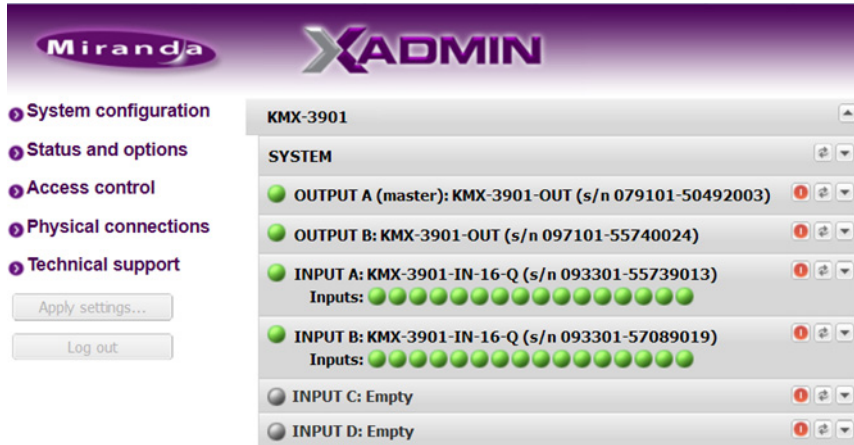 Miranda
XADMIN
System configuration
Status and options
Access control
Physical connections
Technical support
Apply settings...
Log out
KMX-3901
SYSTEM
OUTPUT A (master): KMX-3901-OUT (s/n 079101-50492003)
OUTPUT B: KMX-3901-OUT (s/n 097101-55740024)
INPUT A: KMX-3901-IN-16-Q (s/n 093301-55739013)
Inputs:
INPUT B: KMX-3901-IN-16-Q (s/n 093301-57089019)
Inputs:
INPUT C: Empty
INPUT D: Empty